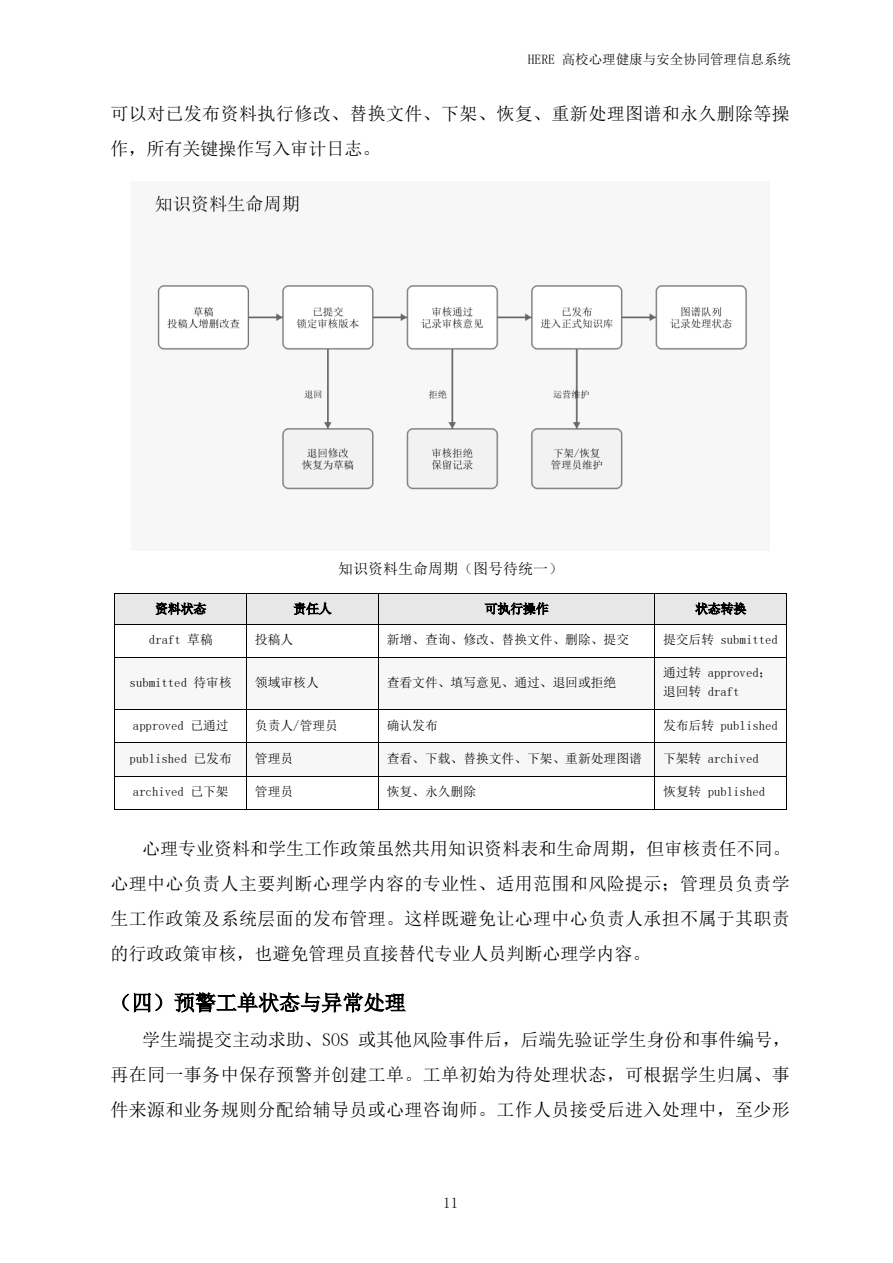 HERE 高校心理健康与安全协同管理信息系统
可以对已发布资料执行修改、替换文件、下架、恢复、重新处理图谱和永久删除等操
作，所有关键操作写入审计日志。
知识资料生命周期
草稿
投稿人增删改查
已提交
锁定审核版本
审核通过
记录审核意见
已发布
进入正式知识库
图谱队列
记录处理状态
退回
拒绝
运营维护
退回修改
恢复为草稿
审核拒绝
保留记录
下架/恢复
管理员维护
知识资料生命周期（图号待统一）
资料状态 责任人 可执行操作 状态转换
draft 草稿 投稿人 新增、查询、修改、替换文件、删除、提交 提交后转 submitted
submitted 待审核 领域审核人 查看文件、填写意见、通过、退回或拒绝 通过转 approved；
退回转 draft
approved 已通过 负责人/管理员 确认发布 发布后转 published
published 已发布 管理员 查看、下载、替换文件、下架、重新处理图谱 下架转 archived
archived 已下架 管理员 恢复、永久删除 恢复转 published
心理专业资料和学生工作政策虽然共用知识资料表和生命周期，但审核责任不同。
心理中心负责人主要判断心理学内容的专业性、适用范围和风险提示；管理员负责学
生工作政策及系统层面的发布管理。这样既避免让心理中心负责人承担不属于其职责
的行政政策审核，也避免管理员直接替代专业人员判断心理学内容。
（四）预警工单状态与异常处理
学生端提交主动求助、SOS 或其他风险事件后，后端先验证学生身份和事件编号，
再在同一事务中保存预警并创建工单。工单初始为待处理状态，可根据学生归属、事
件来源和业务规则分配给辅导员或心理咨询师。工作人员接受后进入处理中，至少形
11